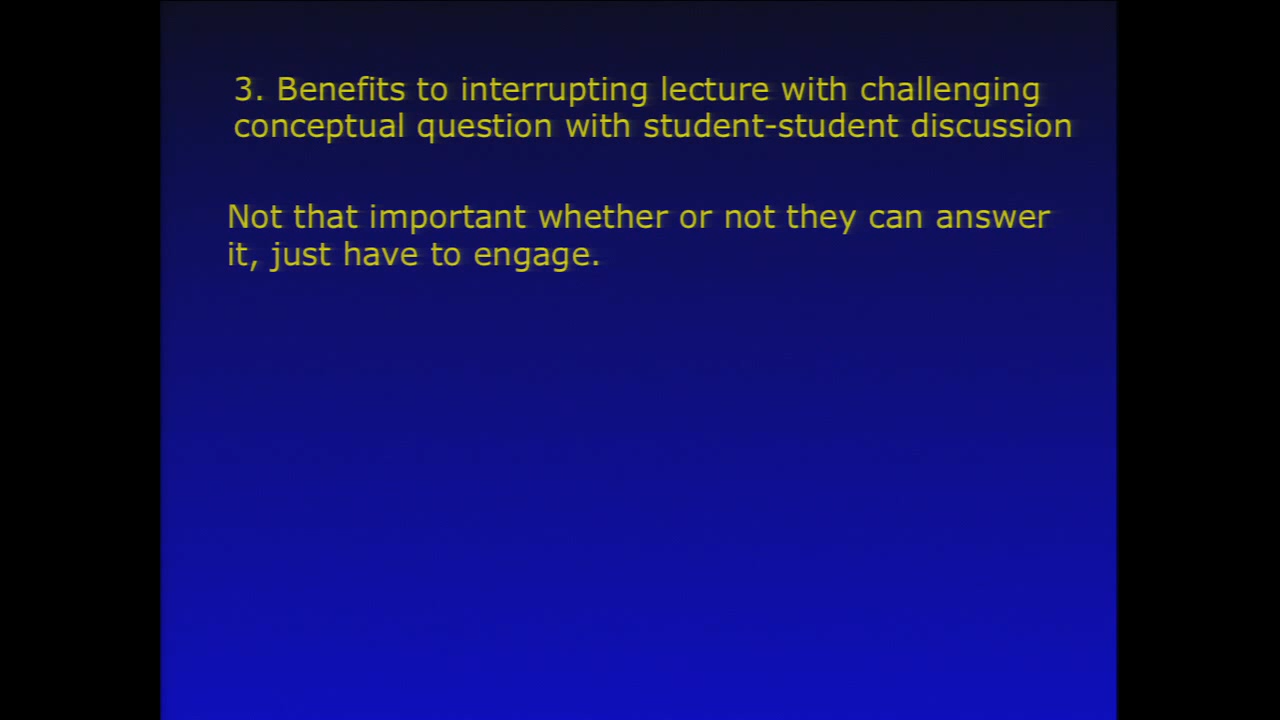 3. Benefits to interrupting lecture with challenging
conceptual question with student-student discussion
Not that important whether or not they can answer
it, just have to engage.